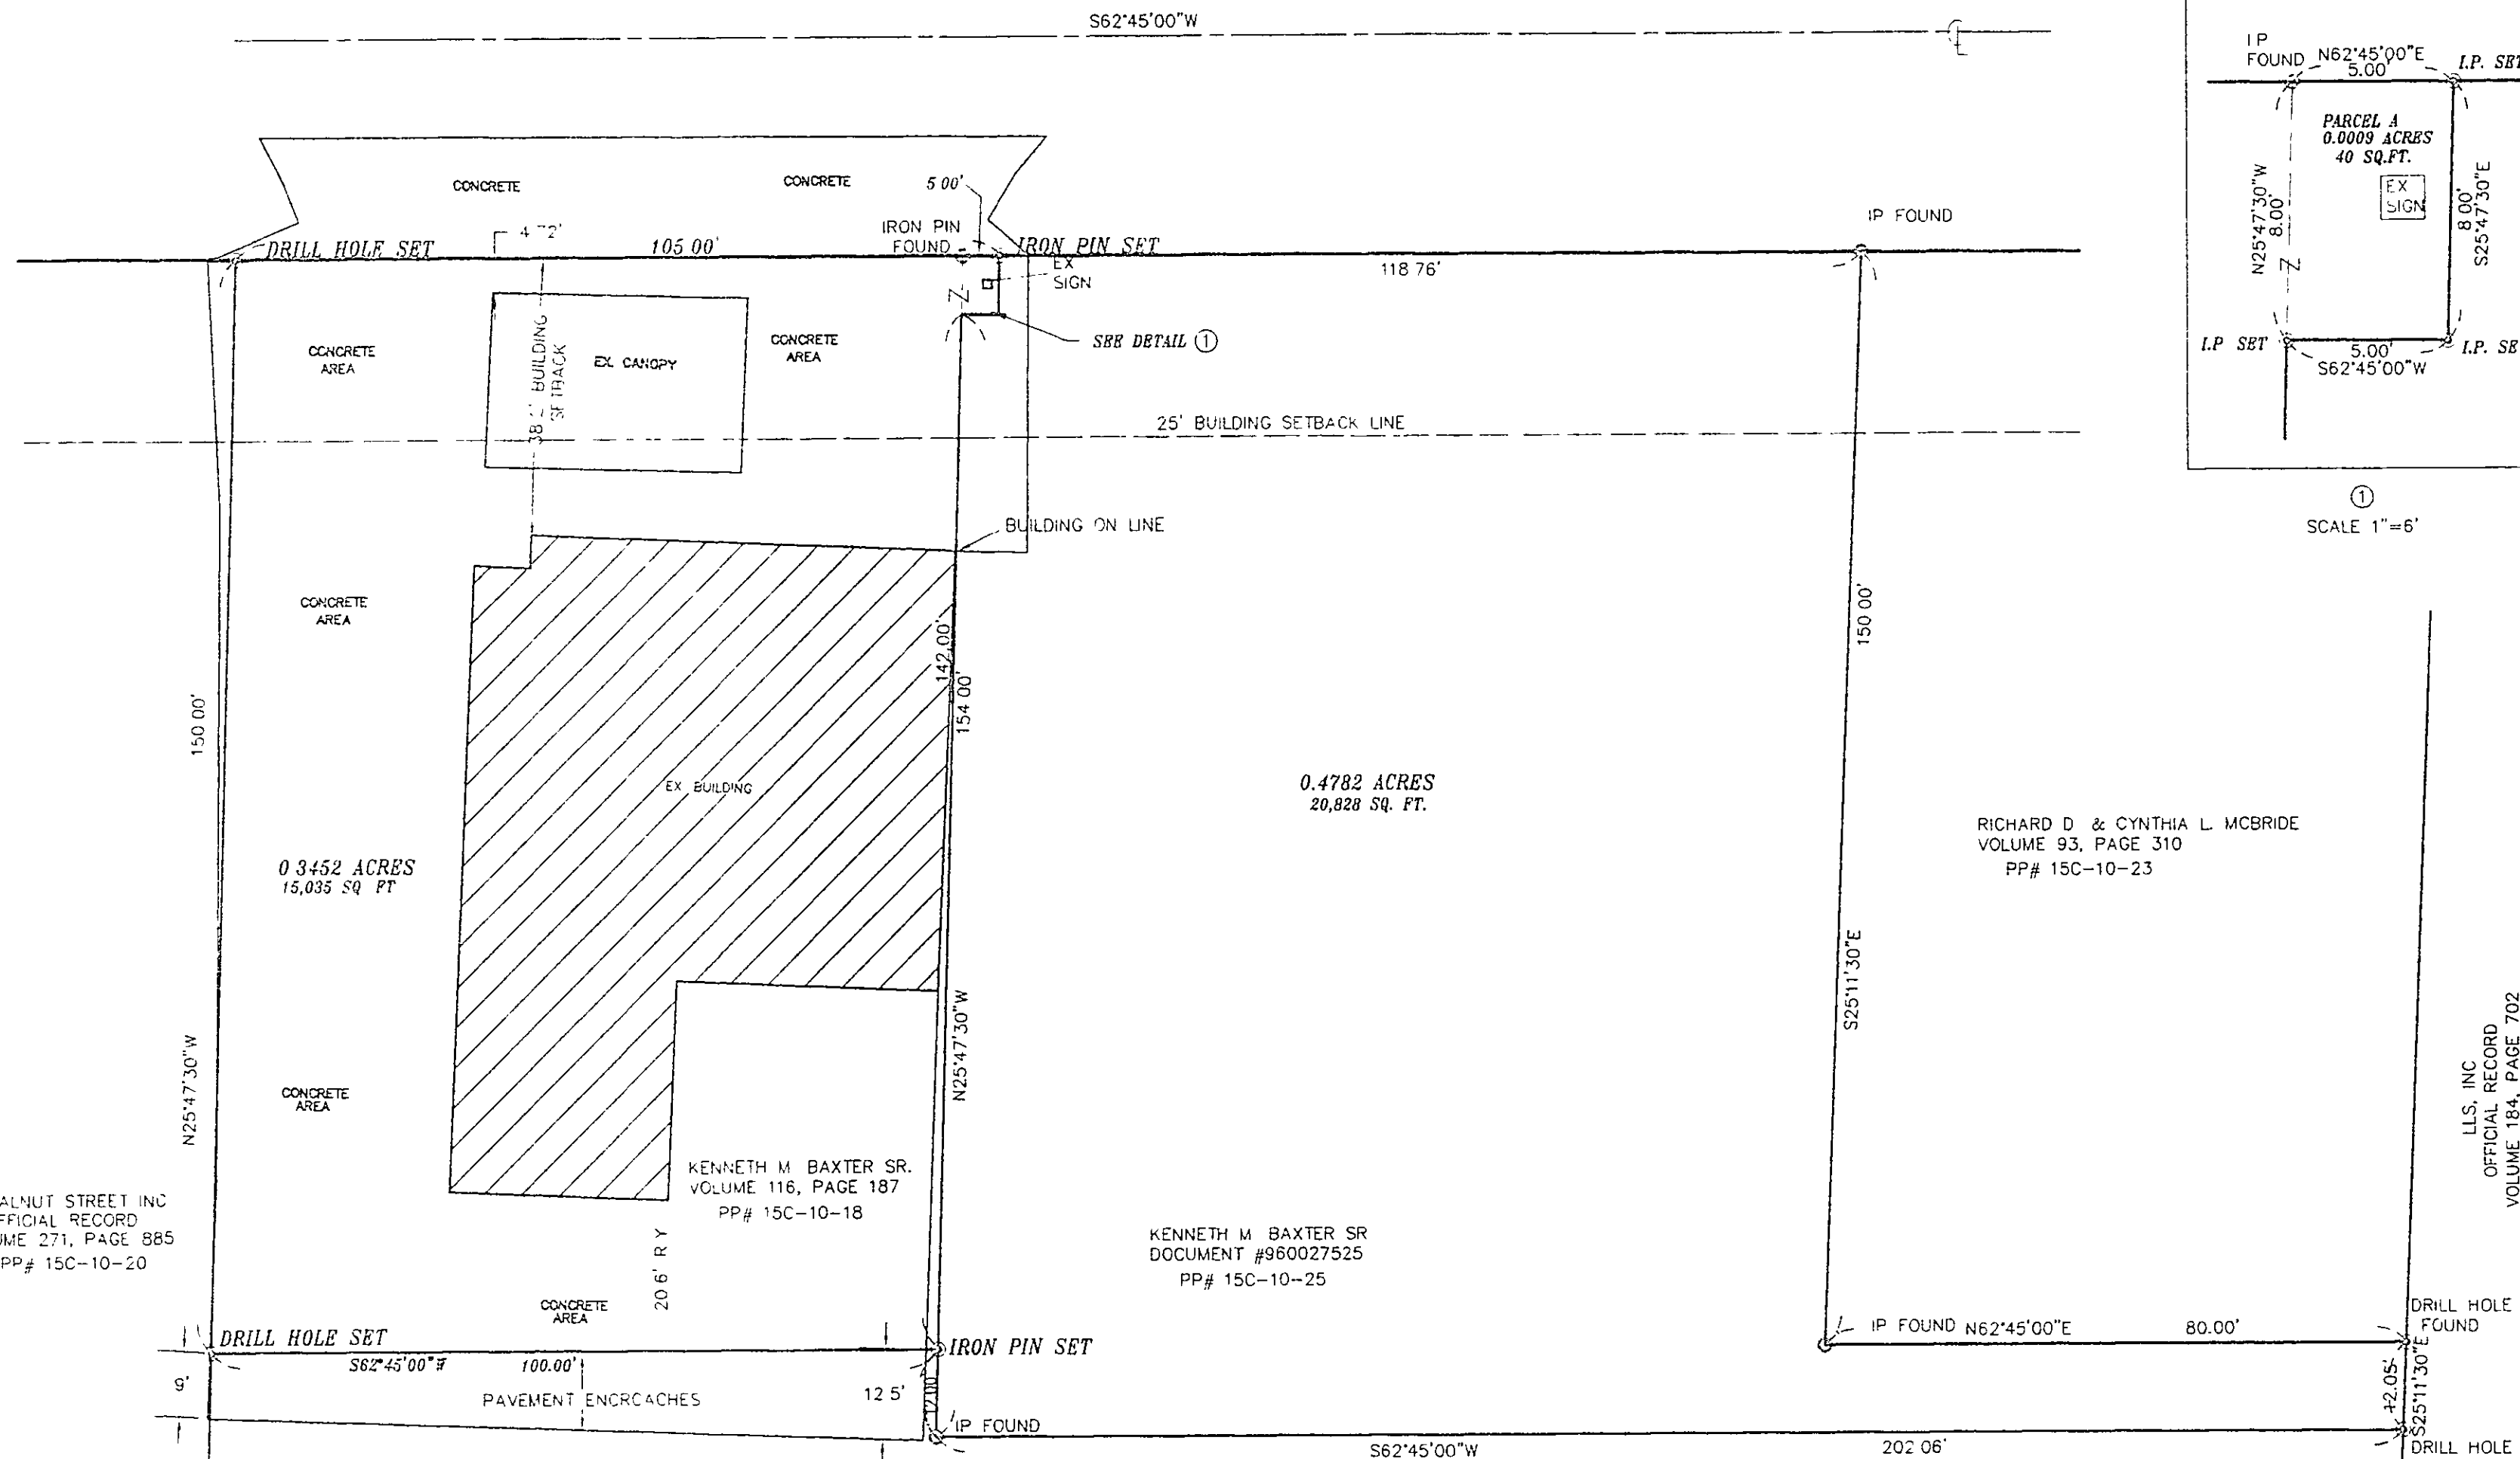 S62°45'00"W
IP
FOUND
N62°45'00"E
5.00'
I.P. SET
PARCEL A
0.0009 ACRES
40 SQ.FT.
EX
SIGN
N25°47'30"W
8.00'
8.00'
S25°47'30"E
I.P SET
5.00'
S62°45'00"W
1
SCALE 1"=6'
CONCRETE
CONCRETE
5 00'
IRON PIN
FOUND
IRON PIN SET
IP FOUND
DRILL HOLE SET
105 00'
118 76'
EX
SIGN
SEE DETAIL 1
CONCRETE
AREA
BUILDING
SETBACK
EX. CANOPY
CONCRETE
AREA
25' BUILDING SETBACK LINE
BUILDING ON LINE
CONCRETE
AREA
150 00'
142.00'
154 00'
150 00'
EX BUILDING
0.4782 ACRES
20,828 SQ. FT.
RICHARD D & CYNTHIA L. MCBRIDE
VOLUME 93, PAGE 310
PP# 15C-10-23
0 3452 ACRES
15,035 SQ FT
S25°11'30"E
N25°47'30"W
N25°47'30"W
CONCRETE
AREA
LLS, INC
OFFICIAL RECORD
VOLUME 184, PAGE 702
KENNETH M BAXTER SR.
VOLUME 116, PAGE 187
PP# 15C-10-18
ALNUT STREET INC
FFICIAL RECORD
UME 271, PAGE 885
PP# 15C-10-20
KENNETH M BAXTER SR
DOCUMENT #960027525
PP# 15C-10--25
CONCRETE
AREA
DRILL HOLE SET
S62°45'00"W
100.00'
IRON PIN SET
IP FOUND
N62°45'00"E
80.00'
DRILL HOLE
FOUND
9'
PAVEMENT ENCROACHES
12 5'
S25°11'30"E
IP FOUND
S62°45'00"W
202 06'
DRILL HOLE